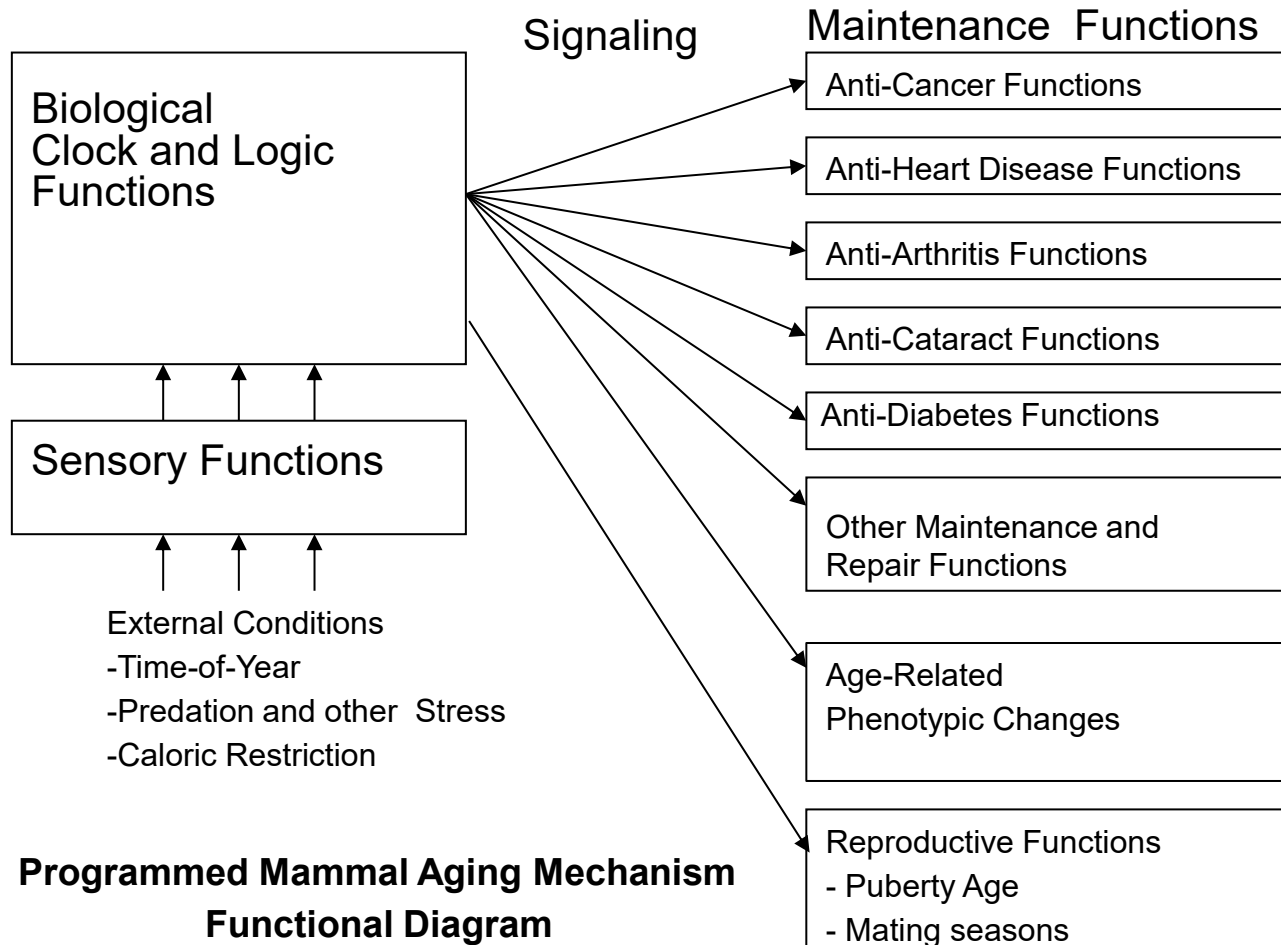 Signaling
Maintenance Functions
Biological
Clock and Logic
Functions
Sensory Functions
External Conditions
-Time-of-Year
-Predation and other Stress
-Caloric Restriction
Anti-Cancer Functions
Anti-Heart Disease Functions
Anti-Arthritis Functions
Anti-Cataract Functions
Anti-Diabetes Functions
Other Maintenance and
Repair Functions
Age-Related
Phenotypic Changes
Reproductive Functions
- Puberty Age
- Mating seasons
Programmed Mammal Aging Mechanism
Functional Diagram